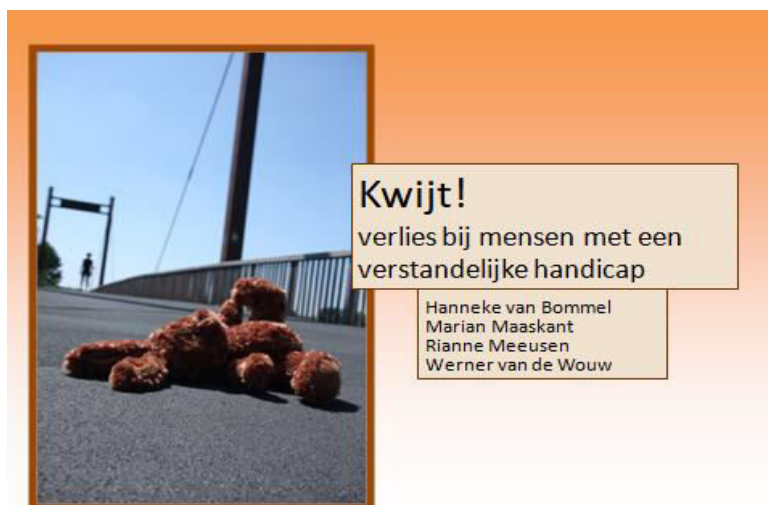 Kwijt!
verlies bij mensen met een
verstandelijke handicap
Hanneke van Bommel
Marian Maaskant
Rianne Meeusen
Werner van de Wouw